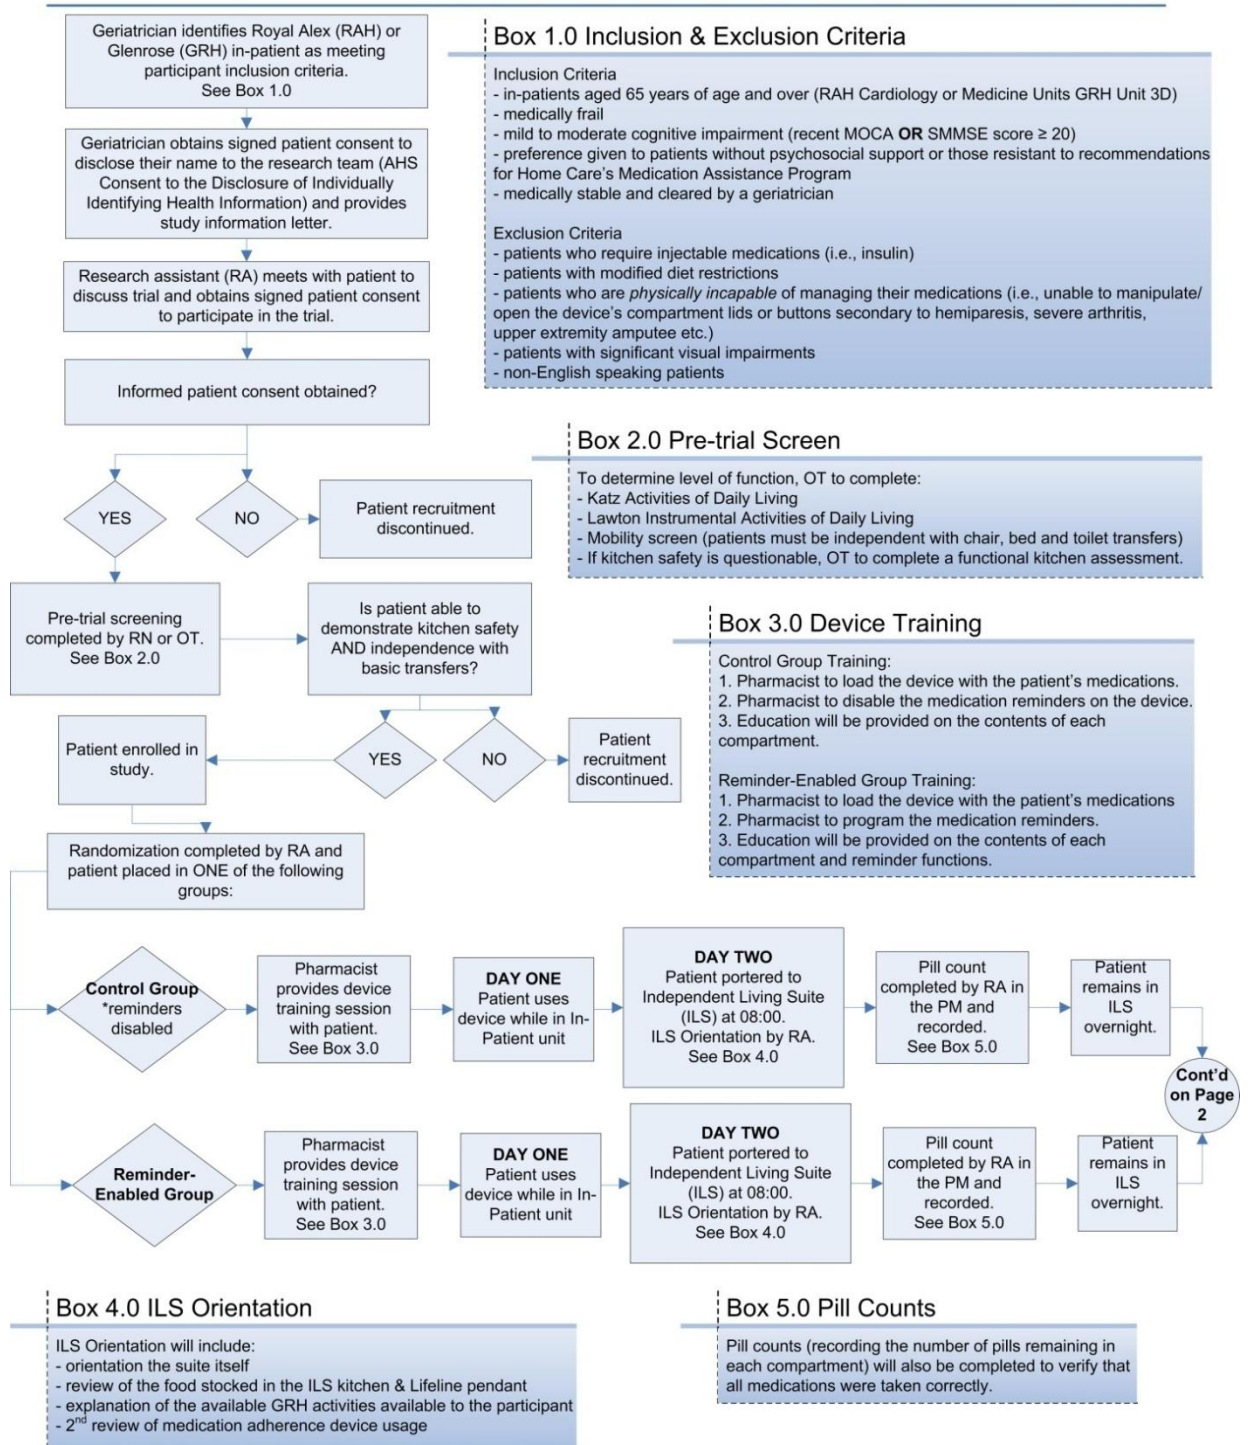 Geriatrician identifies Royal Alex (RAH) or
Glenrose (GRH) in-patient as meeting
participant inclusion criteria.
See Box 1.0
Geriatrician obtains signed patient consent to
disclose their name to the research team (AHS
Consent to the Disclosure of Individually
Identifying Health Information) and provides
study information letter.
Research assistant (RA) meets with patient to
discuss trial and obtains signed patient consent
to participate in the trial.
Informed patient consent obtained?
Box 1.0 Inclusion & Exclusion Criteria
Inclusion Criteria
- in-patients aged 65 years of age and over (RAH Cardiology or Medicine Units GRH Unit 3D)
- medically frail
- mild to moderate cognitive impairment (recent MOCA OR SMMSE score ≥ 20)
- preference given to patients without psychosocial support or those resistant to recommendations
for Home Care's Medication Assistance Program
- medically stable and cleared by a geriatrician
Exclusion Criteria
- patients who require injectable medications (i.e., insulin)
- patients with modified diet restrictions
- patients who are physically incapable of managing their medications (i.e., unable to manipulate/
open the device's compartment lids or buttons secondary to hemiparesis, severe arthritis,
upper extremity amputee etc.)
- patients with significant visual impairments
- non-English speaking patients
YES
NO
Patient recruitment
discontinued.
Box 2.0 Pre-trial Screen
To determine level of function, OT to complete:
- Katz Activities of Daily Living
- Lawton Instrumental Activities of Daily Living
- Mobility screen (patients must be independent with chair, bed and toilet transfers)
- If kitchen safety is questionable, OT to complete a functional kitchen assessment.
Pre-trial screening
completed by RN or OT.
See Box 2.0
Is patient able to
demonstrate kitchen safety
AND independence with
basic transfers?
Patient enrolled in
study.
YES
NO
Patient
recruitment
discontinued.
Box 3.0 Device Training
Control Group Training:
1. Pharmacist to load the device with the patient's medications.
2. Pharmacist to disable the medication reminders on the device.
3. Education will be provided on the contents of each
compartment.
Reminder-Enabled Group Training:
1. Pharmacist to load the device with the patient's medications
2. Pharmacist to program the medication reminders.
3. Education will be provided on the contents of each
compartment and reminder functions.
Randomization completed by RA and
patient placed in ONE of the following
groups:
Control Group
*reminders
disabled
Pharmacist
provides device
training session
with patient.
See Box 3.0
DAY ONE
Patient uses
device while in In-
Patient unit
DAY TWO
Patient portered to
Independent Living Suite
(ILS) at 08:00.
ILS Orientation by RA.
See Box 4.0
Pill count
completed by RA in
the PM and
recorded.
See Box 5.0
Patient
remains in
ILS
overnight.
Cont'd
on Page
2
Reminder-
Enabled Group
Pharmacist
provides device
training session
with patient.
See Box 3.0
DAY ONE
Patient uses
device while in In-
Patient unit
DAY TWO
Patient portered to
Independent Living Suite
(ILS) at 08:00.
ILS Orientation by RA.
See Box 4.0
Pill count
completed by RA in
the PM and
recorded.
See Box 5.0
Patient
remains in
ILS
overnight.
Box 4.0 ILS Orientation
ILS Orientation will include:
- orientation the suite itself
- review of the food stocked in the ILS kitchen & Lifeline pendant
- explanation of the available GRH activities available to the participant
- 2nd review of medication adherence device usage
Box 5.0 Pill Counts
Pill counts (recording the number of pills remaining in
each compartment) will also be completed to verify that
all medications were taken correctly.